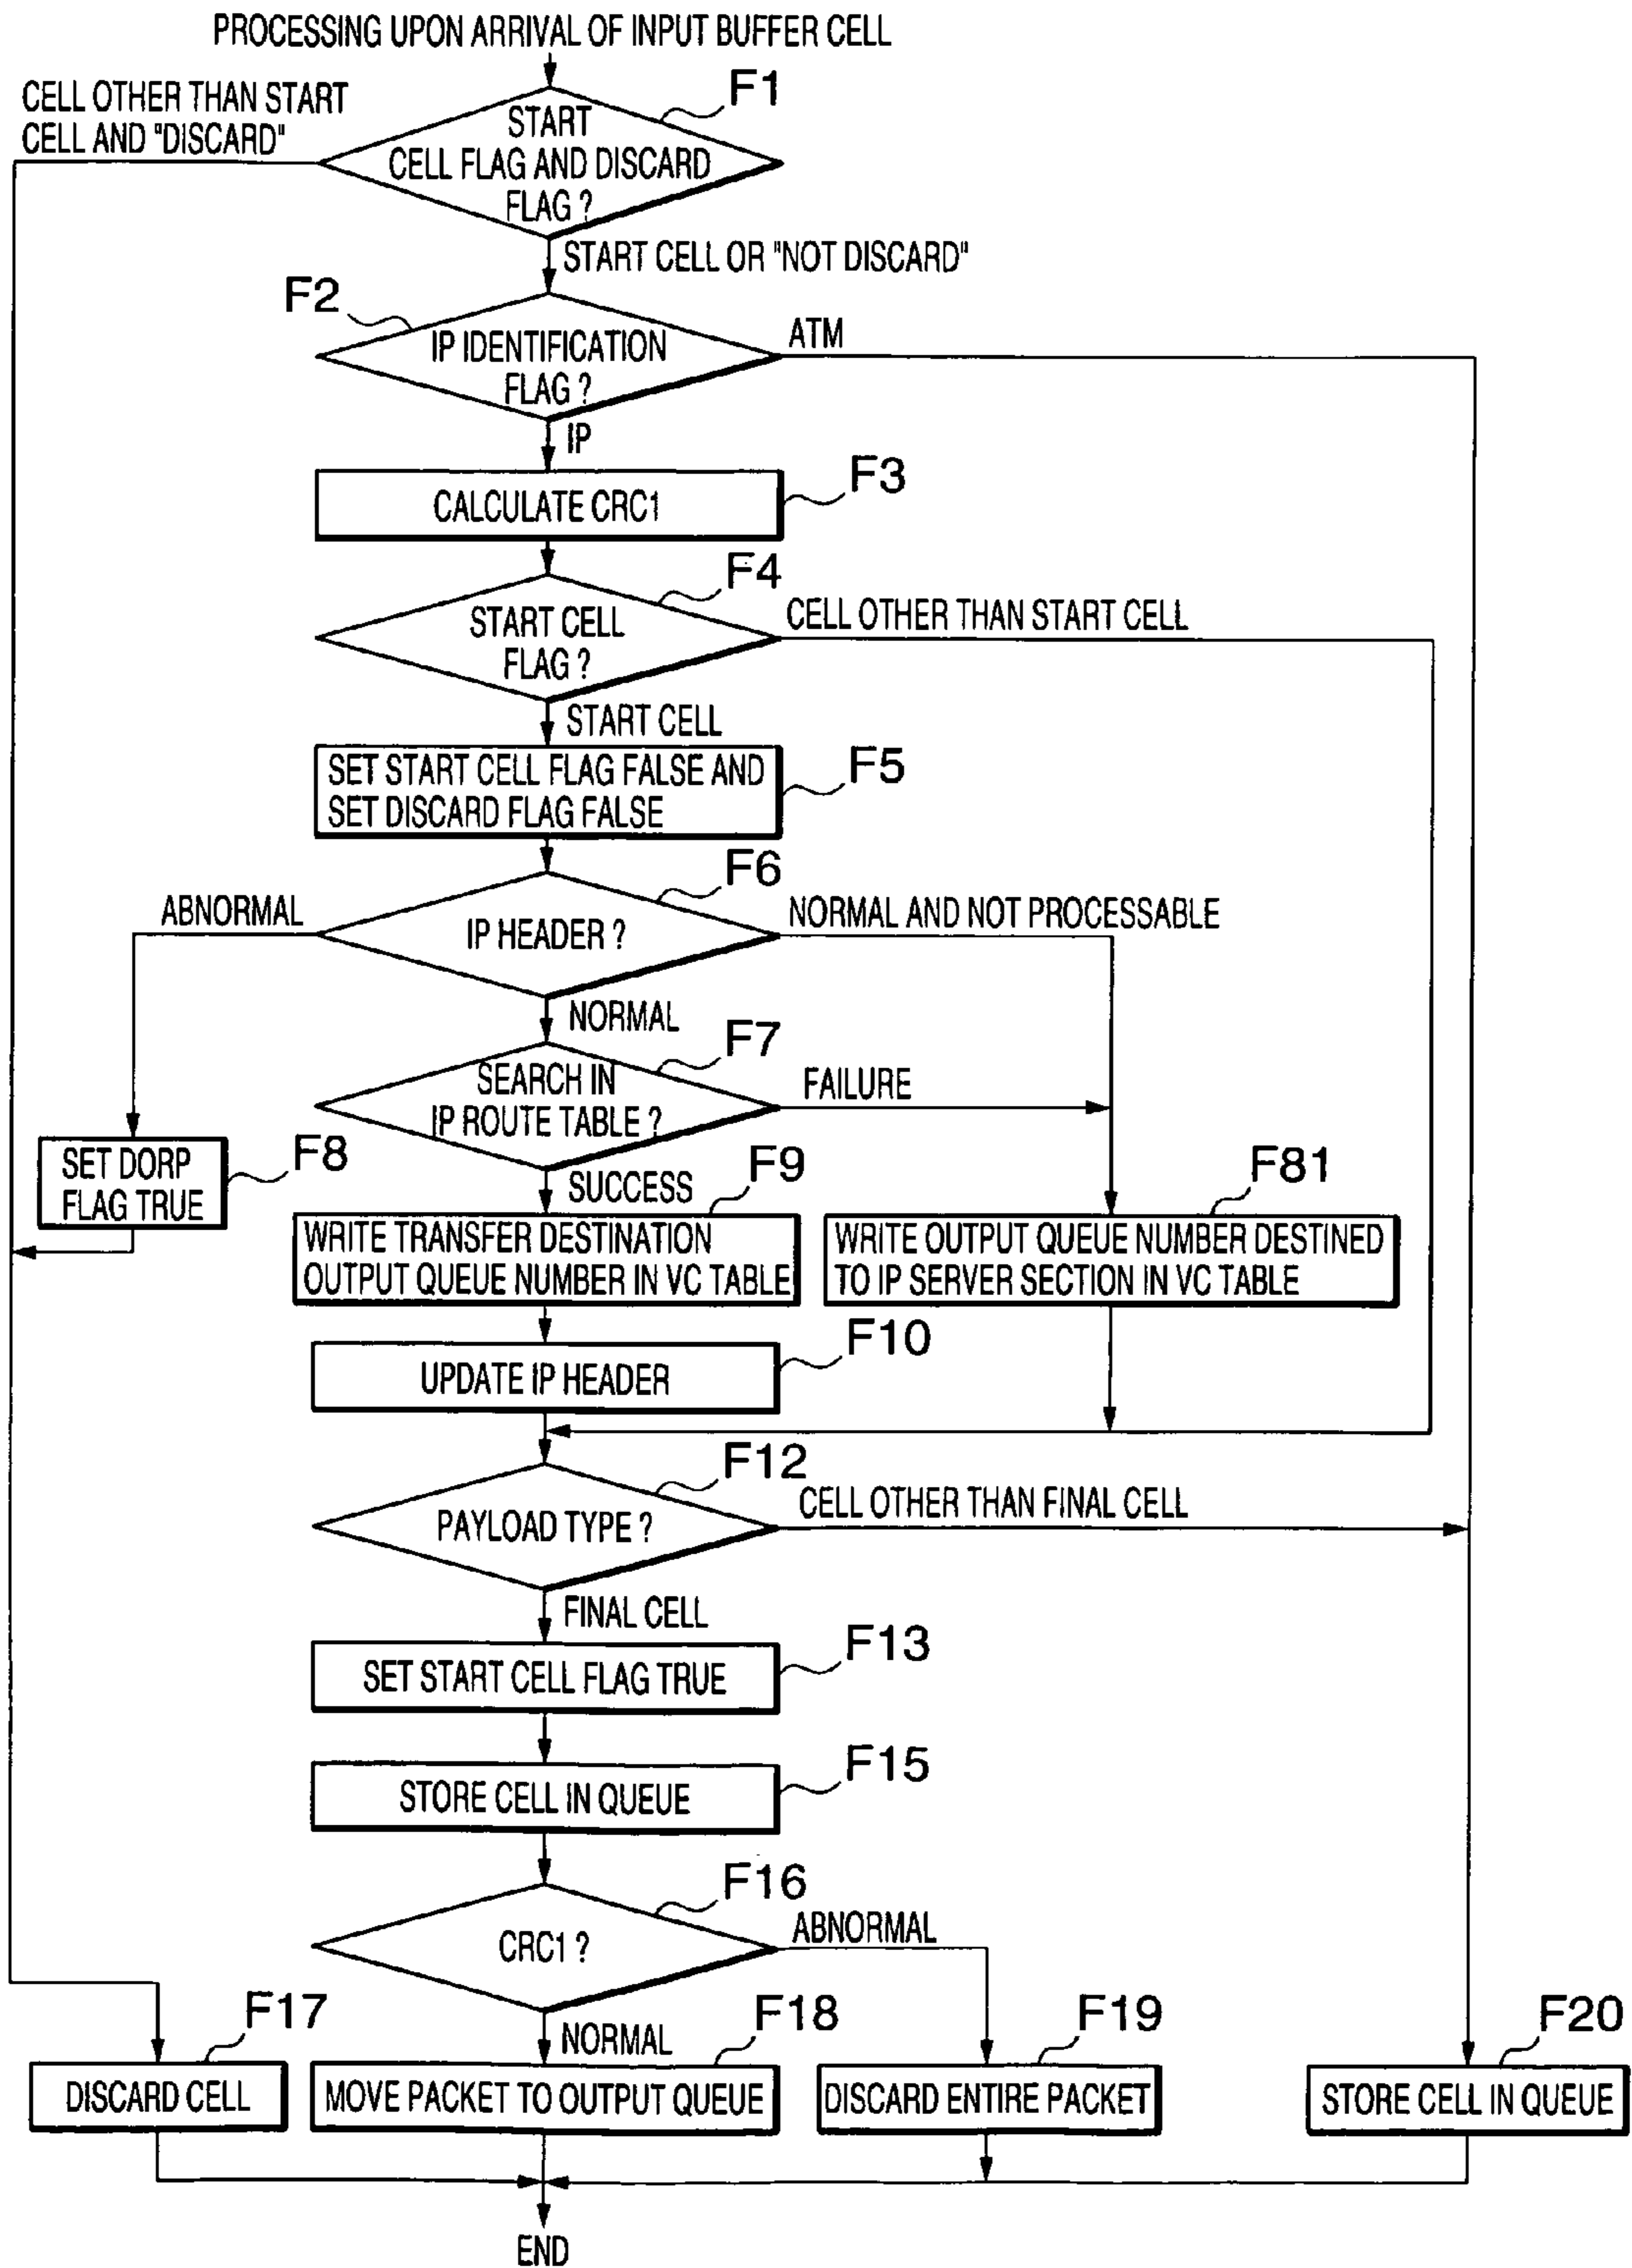 PROCESSING UPON ARRIVAL OF INPUT BUFFER CELL
CELL OTHER THAN START
CELL AND "DISCARD"
F1
START
CELL FLAG AND DISCARD
FLAG ?
START CELL OR "NOT DISCARD"
F2
IP IDENTIFICATION
FLAG ?
ATM
IP
F3
CALCULATE CRC1
F4
START CELL
FLAG ?
CELL OTHER THAN START CELL
START CELL
F5
SET START CELL FLAG FALSE AND
SET DISCARD FLAG FALSE
F6
ABNORMAL
IP HEADER ?
NORMAL AND NOT PROCESSABLE
NORMAL
F7
SEARCH IN
IP ROUTE TABLE ?
FAILURE
F8
SET DORP
FLAG TRUE
SUCCESS
F9
WRITE TRANSFER DESTINATION
OUTPUT QUEUE NUMBER IN VC TABLE
F81
WRITE OUTPUT QUEUE NUMBER DESTINED
TO IP SERVER SECTION IN VC TABLE
F10
UPDATE IP HEADER
F12
PAYLOAD TYPE ?
CELL OTHER THAN FINAL CELL
FINAL CELL
F13
SET START CELL FLAG TRUE
F15
STORE CELL IN QUEUE
F16
CRC1 ?
ABNORMAL
NORMAL
F17
DISCARD CELL
F18
MOVE PACKET TO OUTPUT QUEUE
F19
DISCARD ENTIRE PACKET
F20
STORE CELL IN QUEUE
END